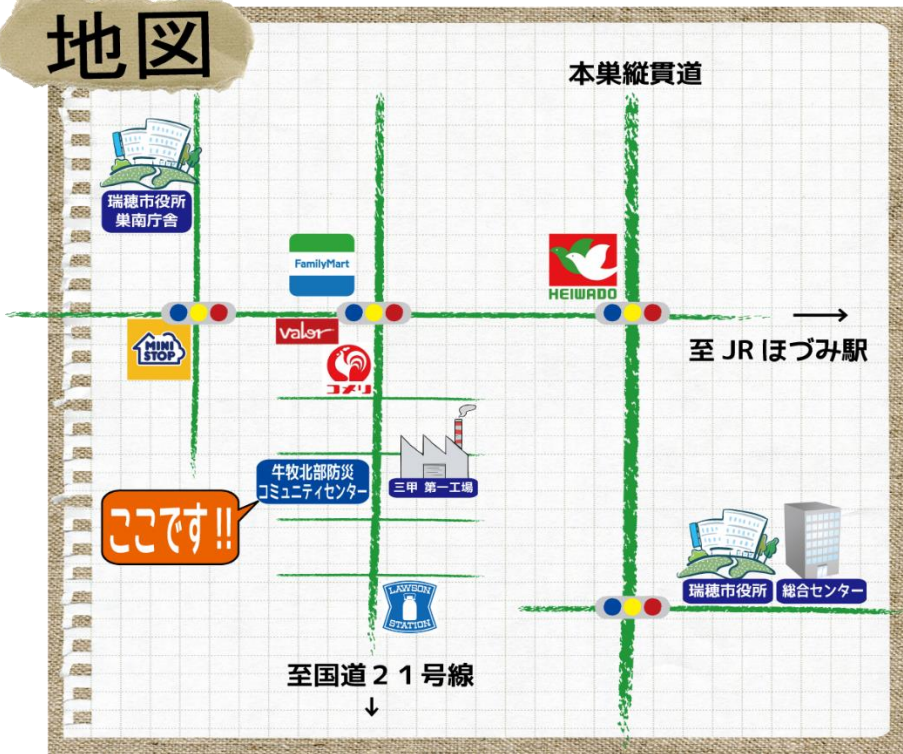 地図
本巣縦貫道
瑞穂市役所
巣南庁舎
FamilyMart
HEIWADO
valor
MINI
STOP
コメリ
至 JR ほづみ駅
牛牧北部防災
コミュニティセンター
三甲 第一工場
ここです!!
瑞穂市役所
総合センター
LAWSON
STATION
至国道21号線